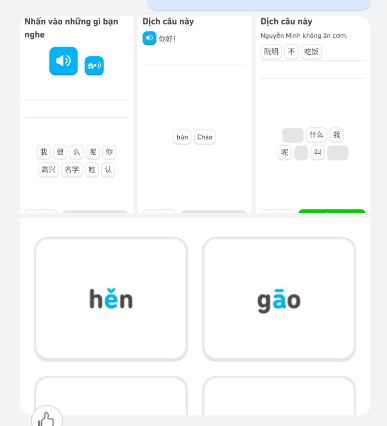 Nhấn vào những gì bạn nghe
我 很 么 呢 你
高兴 名字 姓 认
Dịch câu này
你好!
bạn Chào
Dịch câu này
Nguyễn Minh không ăn cơm.
阮明 不 吃饭
什么 我
呢 叫
hěn
gāo